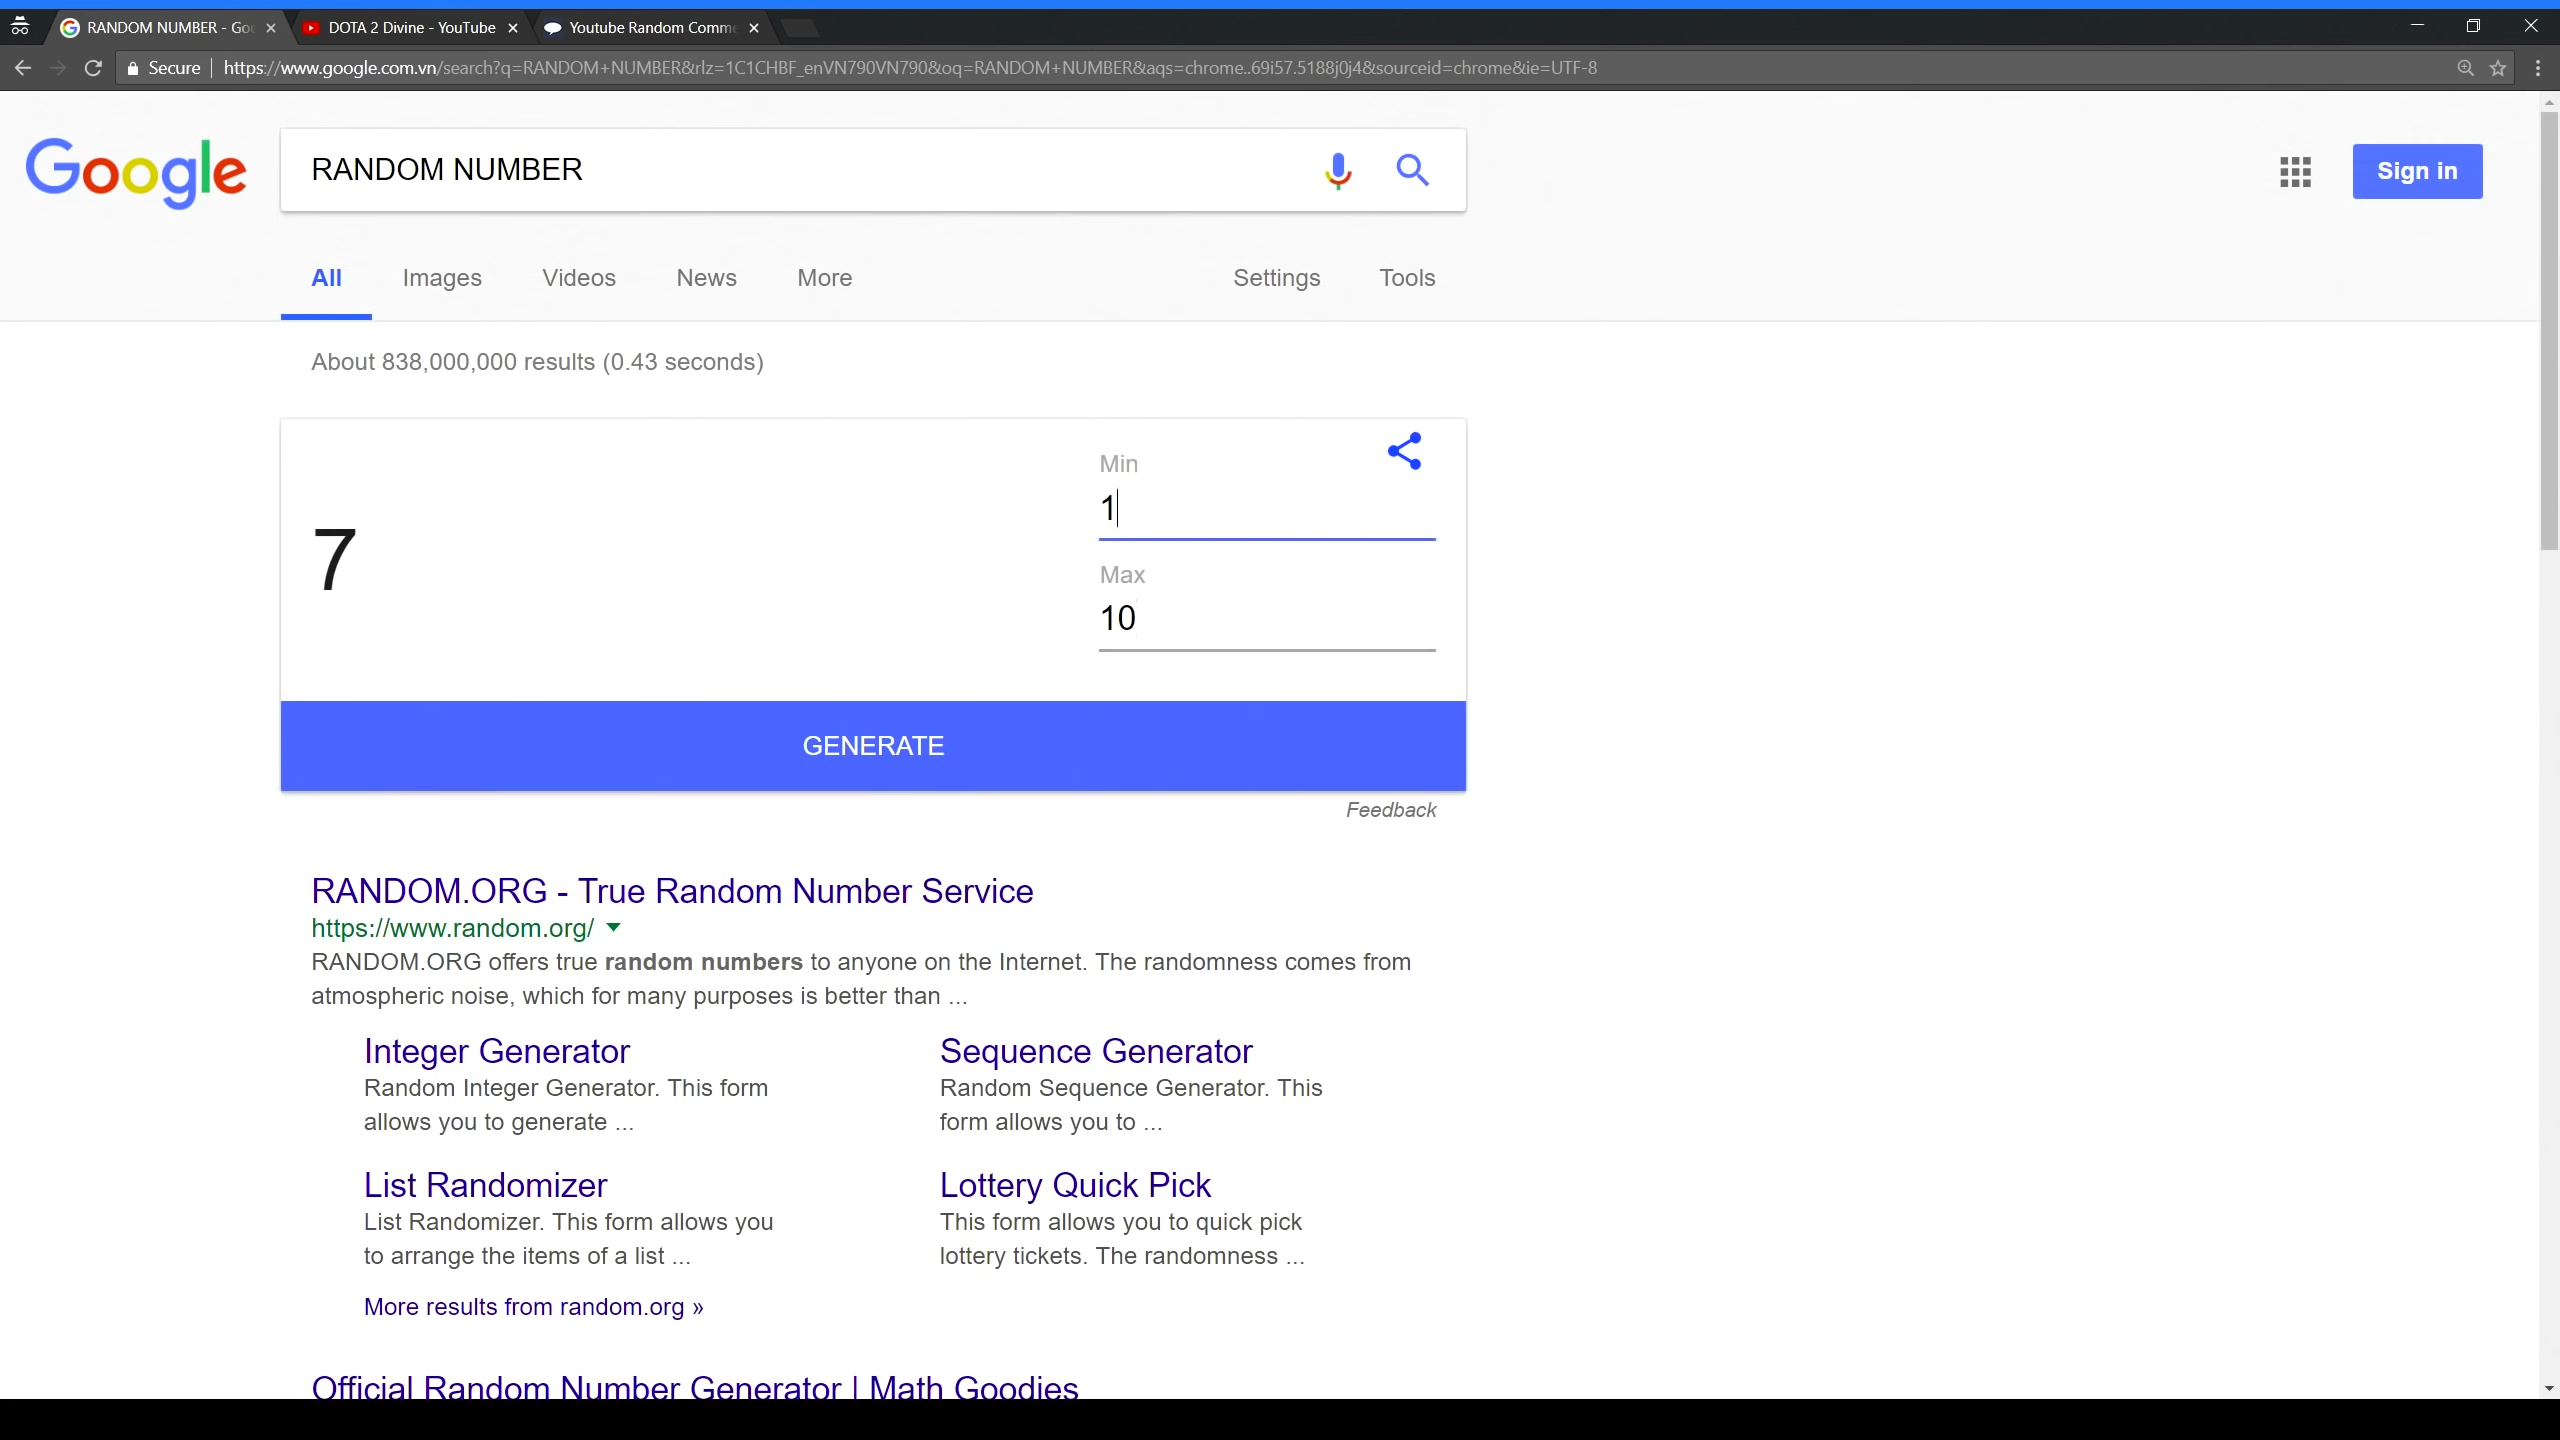 RANDOM NUMBER - Goo
DOTA 2 Divine - YouTube
Youtube Random Comme
Secure
https://www.google.com.vn/search?q=RANDOM+NUMBER&rlz=1C1CHBF_enVN790VN790&oq=RANDOM+NUMBER&aqs=chrome..69i57.5188j0j4&sourceid=chrome&ie=UTF-8
Google
RANDOM NUMBER
Sign in
All Images Videos News More Settings Tools
About 838,000,000 results (0.43 seconds)
Min
1
7
Max
10
GENERATE
Feedback
RANDOM.ORG - True Random Number Service
https://www.random.org/
RANDOM.ORG offers true random numbers to anyone on the Internet. The randomness comes from
atmospheric noise, which for many purposes is better than ...
Integer Generator
Random Integer Generator. This form
allows you to generate ...
Sequence Generator
Random Sequence Generator. This
form allows you to ...
List Randomizer
List Randomizer. This form allows you
to arrange the items of a list ...
Lottery Quick Pick
This form allows you to quick pick
lottery tickets. The randomness ...
More results from random.org »
Official Random Number Generator | Math Goodies